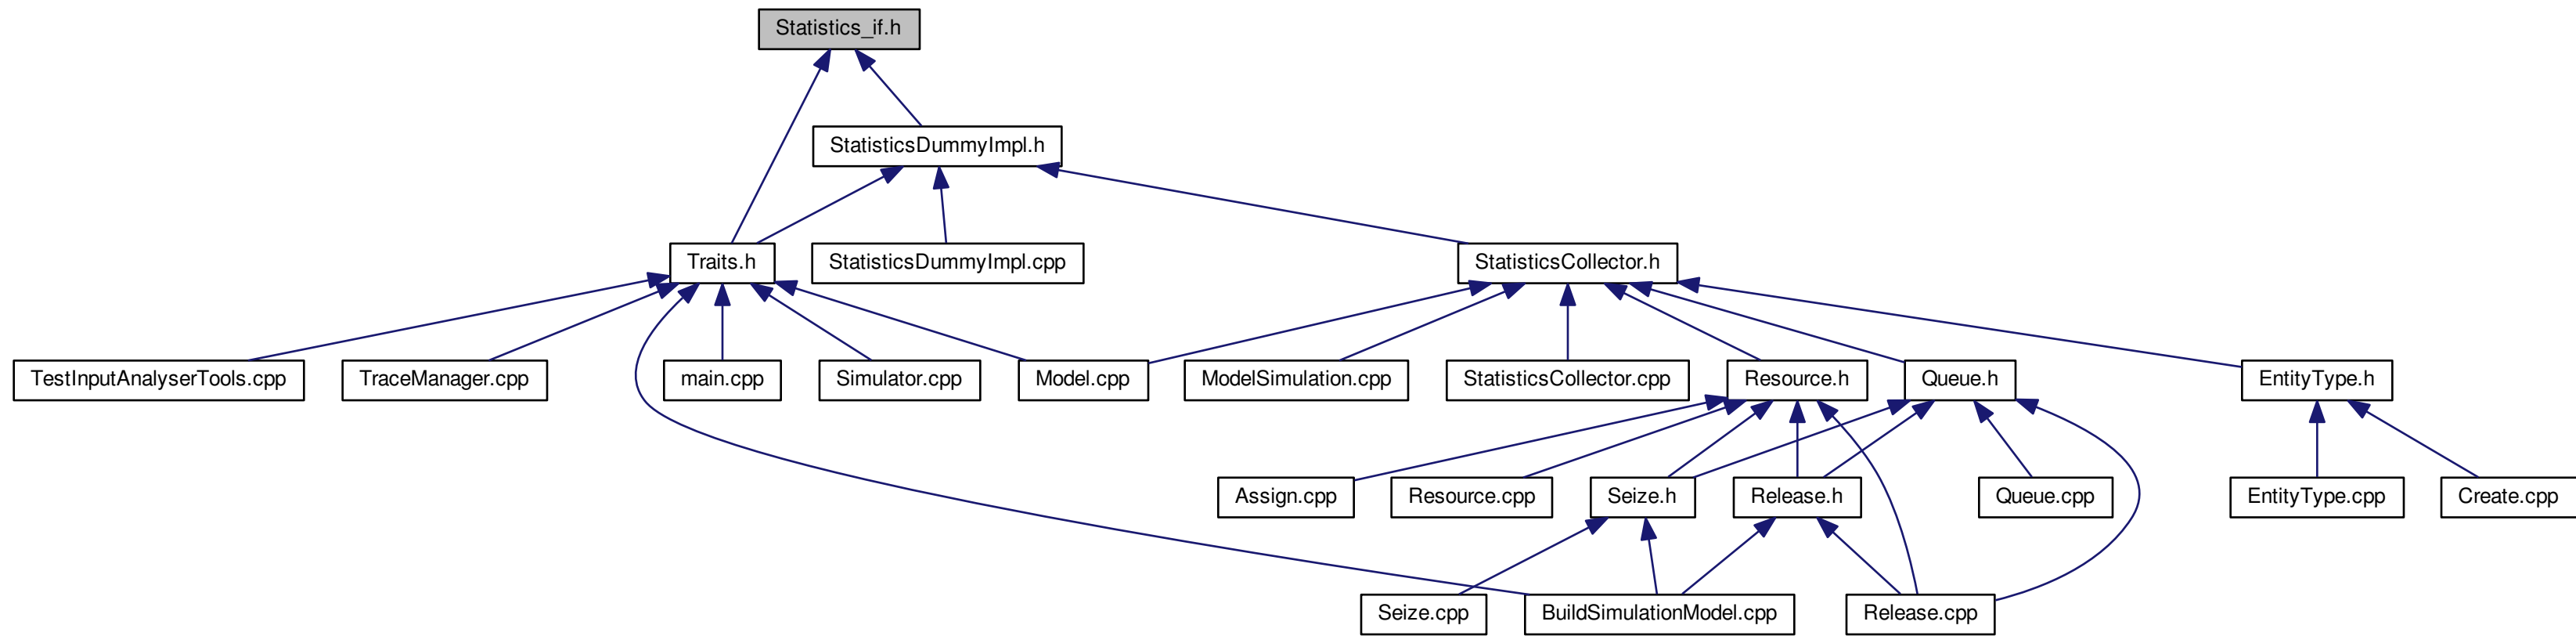 Statistics_if.h
StatisticsDummyImpl.h
Traits.h
StatisticsDummyImpl.cpp
StatisticsCollector.h
TestInputAnalyserTools.cpp
TraceManager.cpp
main.cpp
Simulator.cpp
Model.cpp
ModelSimulation.cpp
StatisticsCollector.cpp
Resource.h
Queue.h
EntityType.h
Assign.cpp
Resource.cpp
Seize.h
Release.h
Queue.cpp
EntityType.cpp
Create.cpp
Seize.cpp
BuildSimulationModel.cpp
Release.cpp